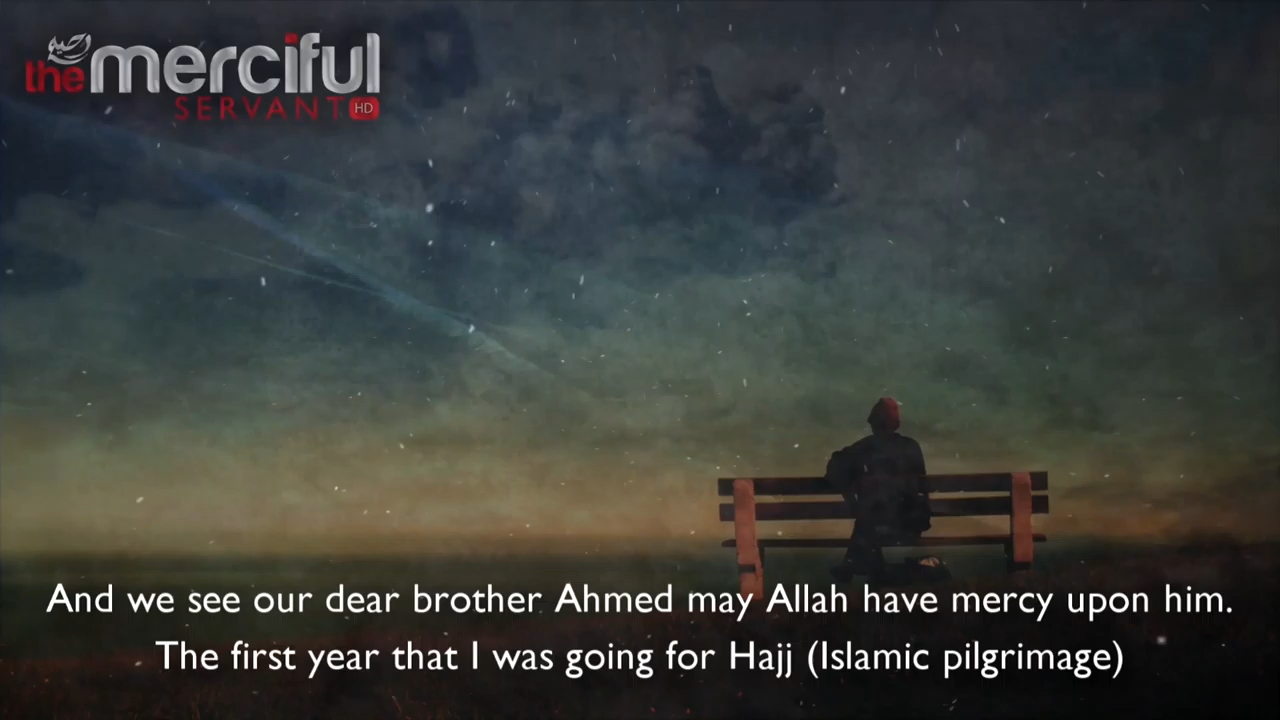 the merciful
SERVANT HD
And we see our dear brother Ahmed may Allah have mercy upon him.
The first year that I was going for Hajj (Islamic pilgrimage)